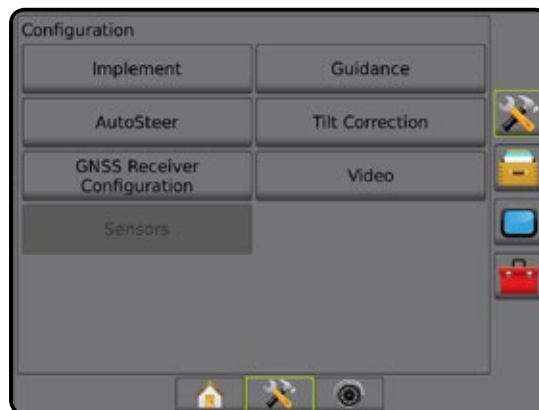 Configuration
Implement
Guidance
AutoSteer
Tilt Correction
GNSS Receiver
Configuration
Video
Sensors